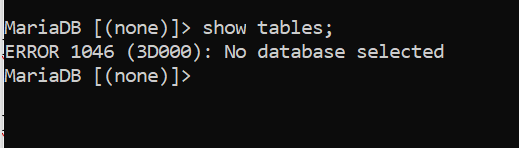 MariaDB [(none)]> show tables;
ERROR 1046 (3D000): No database selected
MariaDB [(none)]>